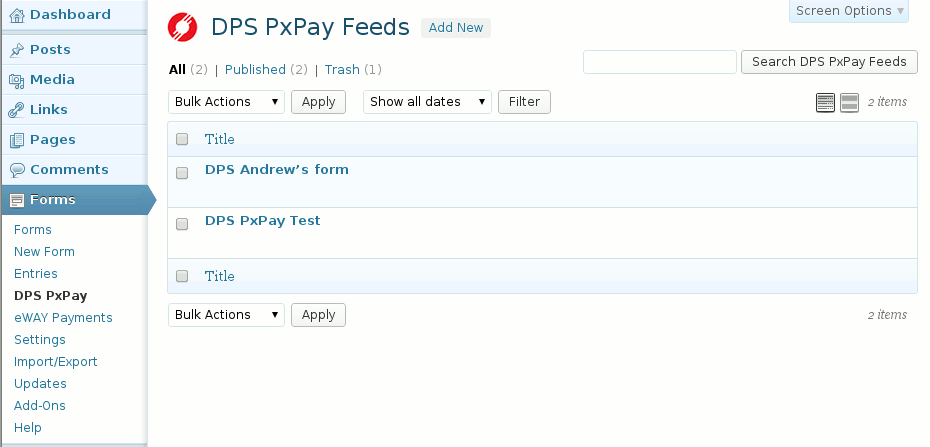 Dashboard
Posts
Media
Links
Pages
Comments
Forms
Forms
New Form
Entries
DPS PxPay
eWAY Payments
Settings
Import/Export
Updates
Add-Ons
Help
Screen Options ▼
DPS PxPay Feeds Add New
All (2) | Published (2) | Trash (1)
Search DPS PxPay Feeds
Bulk Actions ▼ Apply Show all dates ▼ Filter 2 items
Title
DPS Andrew’s form
DPS PxPay Test
Title
Bulk Actions ▼ Apply 2 items